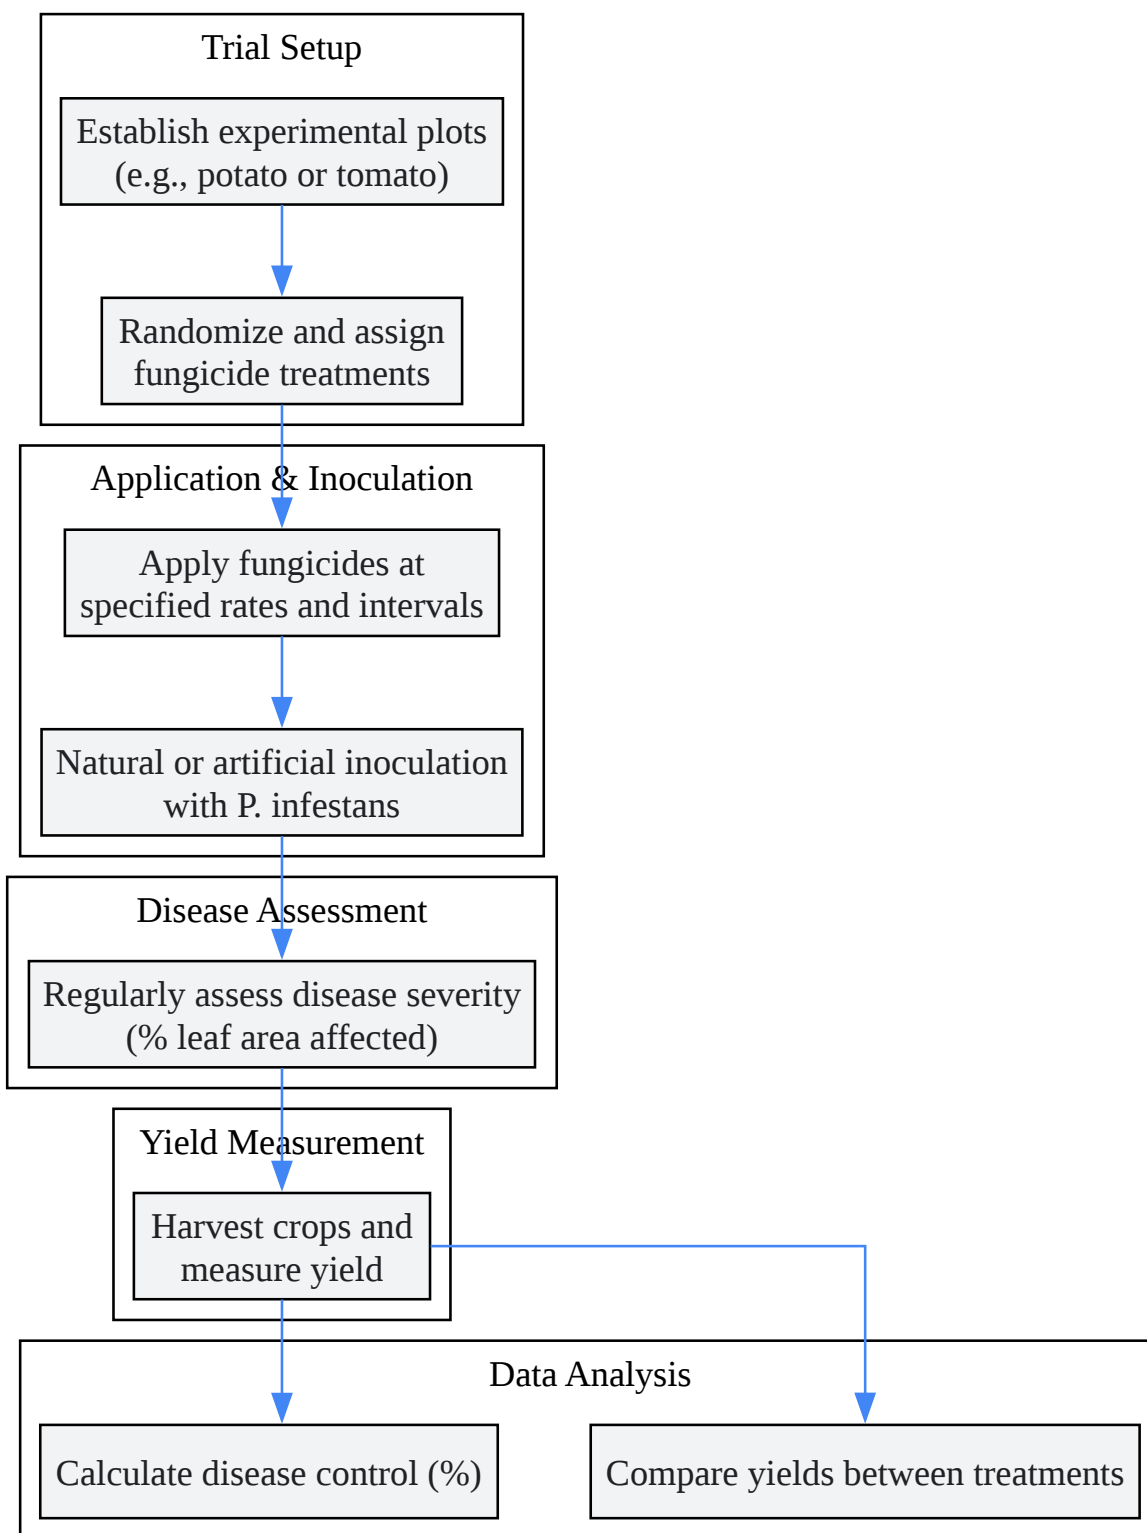 Trial Setup
Establish experimental plots
(e.g., potato or tomato)
Randomize and assign
fungicide treatments
Application & Inoculation
Apply fungicides at
specified rates and intervals
Natural or artificial inoculation
with P. infestans
Disease Assessment
Regularly assess disease severity
(% leaf area affected)
Yield Measurement
Harvest crops and
measure yield
Data Analysis
Calculate disease control (%)
Compare yields between treatments